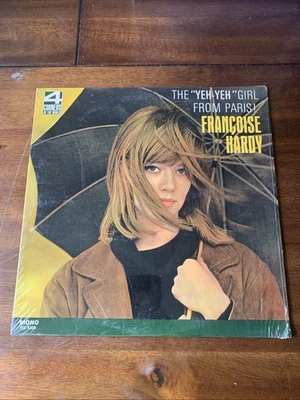 4
THE "YEH-YEH" GIRL
FROM PARIS!
FRANÇOISE
HARDY
MONO